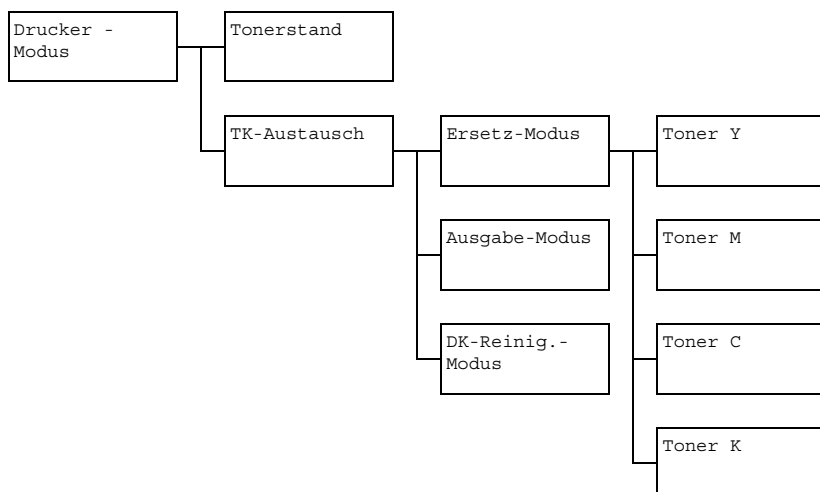 Drucker -
Modus
Tonerstand
TK-Austausch
Ersetz-Modus
Toner Y
Ausgabe-Modus
Toner M
DK-Reinig.-
Modus
Toner C
Toner K